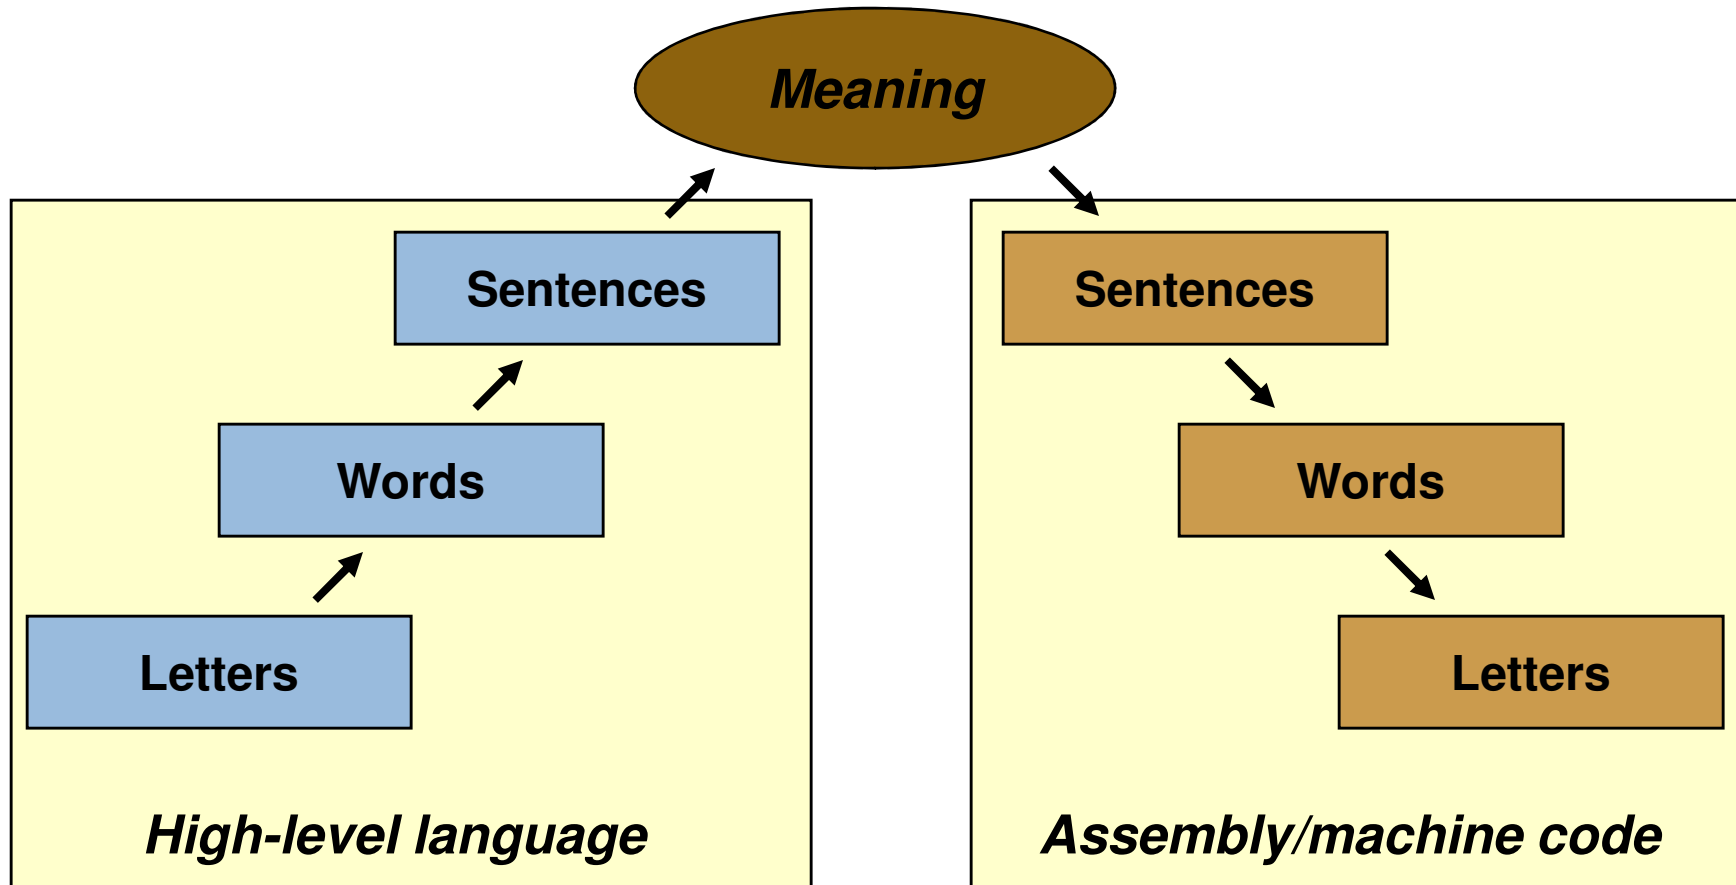 Meaning
Sentences
Words
Letters
High-level language
Sentences
Words
Letters
Assembly/machine code